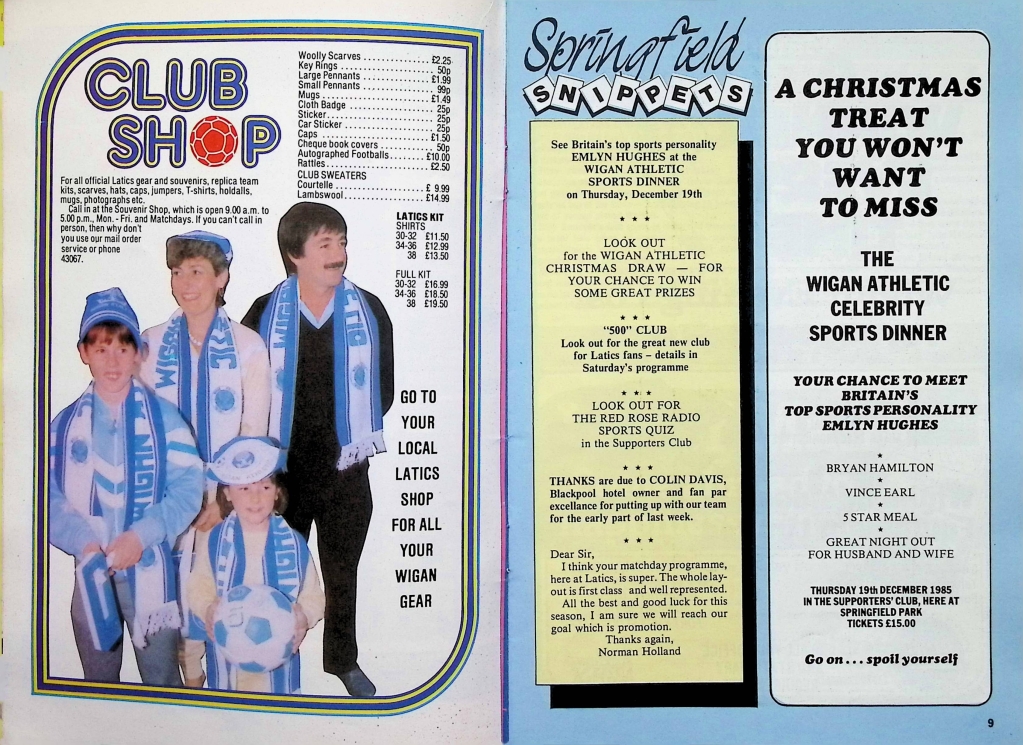 CLUB
SHOP
Woolly Scarves . . . . . . . . . . . . £2.25
Key Rings . . . . . . . . . . . . . . . . 50p
Large Pennants . . . . . . . . . . . . £1.99
Small Pennants . . . . . . . . . . . . 99p
Mugs . . . . . . . . . . . . . . . . . . . £1.49
Cloth Badge . . . . . . . . . . . . . . 25p
Sticker . . . . . . . . . . . . . . . . . . 25p
Car Sticker . . . . . . . . . . . . . . . 25p
Caps . . . . . . . . . . . . . . . . . . . £1.50
Cheque book covers . . . . . . . . . 50p
Autographed Footballs . . . . . . . £10.00
Rattles . . . . . . . . . . . . . . . . . . £2.50
CLUB SWEATERS
Courtelle . . . . . . . . . . . . . . . . £ 9.99
Lambswool . . . . . . . . . . . . . . . £14.99
For all official Latics gear and souvenirs, replica team
kits, scarves, hats, caps, jumpers, T-shirts, holdalls,
mugs, photographs etc.
Call in at the Souvenir Shop, which is open 9.00 a.m. to
5.00 p.m., Mon. - Fri. and Matchdays. If you can't call in
person, then why don't
you use our mail order
service or phone
43067.
LATICS KIT
SHIRTS
30-32 £11.50
34-36 £12.99
38 £13.50
FULL KIT
30-32 £16.99
34-36 £18.50
38 £19.50
WIGAN
WIGAN
GO TO
YOUR
LOCAL
LATICS
SHOP
FOR ALL
YOUR
WIGAN
GEAR
Springfield
SNIPPETS
See Britain's top sports personality
EMLYN HUGHES at the
WIGAN ATHLETIC
SPORTS DINNER
on Thursday, December 19th
* * *
LOOK OUT
for the WIGAN ATHLETIC
CHRISTMAS DRAW — FOR
YOUR CHANCE TO WIN
SOME GREAT PRIZES
* * *
"500" CLUB
Look out for the great new club
for Latics fans – details in
Saturday's programme
* * *
LOOK OUT FOR
THE RED ROSE RADIO
SPORTS QUIZ
in the Supporters Club
* * *
THANKS are due to COLIN DAVIS,
Blackpool hotel owner and fan par
excellence for putting up with our team
for the early part of last week.
* * *
Dear Sir,
I think your matchday programme,
here at Latics, is super. The whole lay-
out is first class and well represented.
All the best and good luck for this
season, I am sure we will reach our
goal which is promotion.
Thanks again,
Norman Holland
A CHRISTMAS
TREAT
YOU WON'T
WANT
TO MISS
THE
WIGAN ATHLETIC
CELEBRITY
SPORTS DINNER
YOUR CHANCE TO MEET
BRITAIN'S
TOP SPORTS PERSONALITY
EMLYN HUGHES
*
BRYAN HAMILTON
*
VINCE EARL
*
5 STAR MEAL
*
GREAT NIGHT OUT
FOR HUSBAND AND WIFE
THURSDAY 19th DECEMBER 1985
IN THE SUPPORTERS' CLUB, HERE AT
SPRINGFIELD PARK
TICKETS £15.00
Go on . . . spoil yourself
9